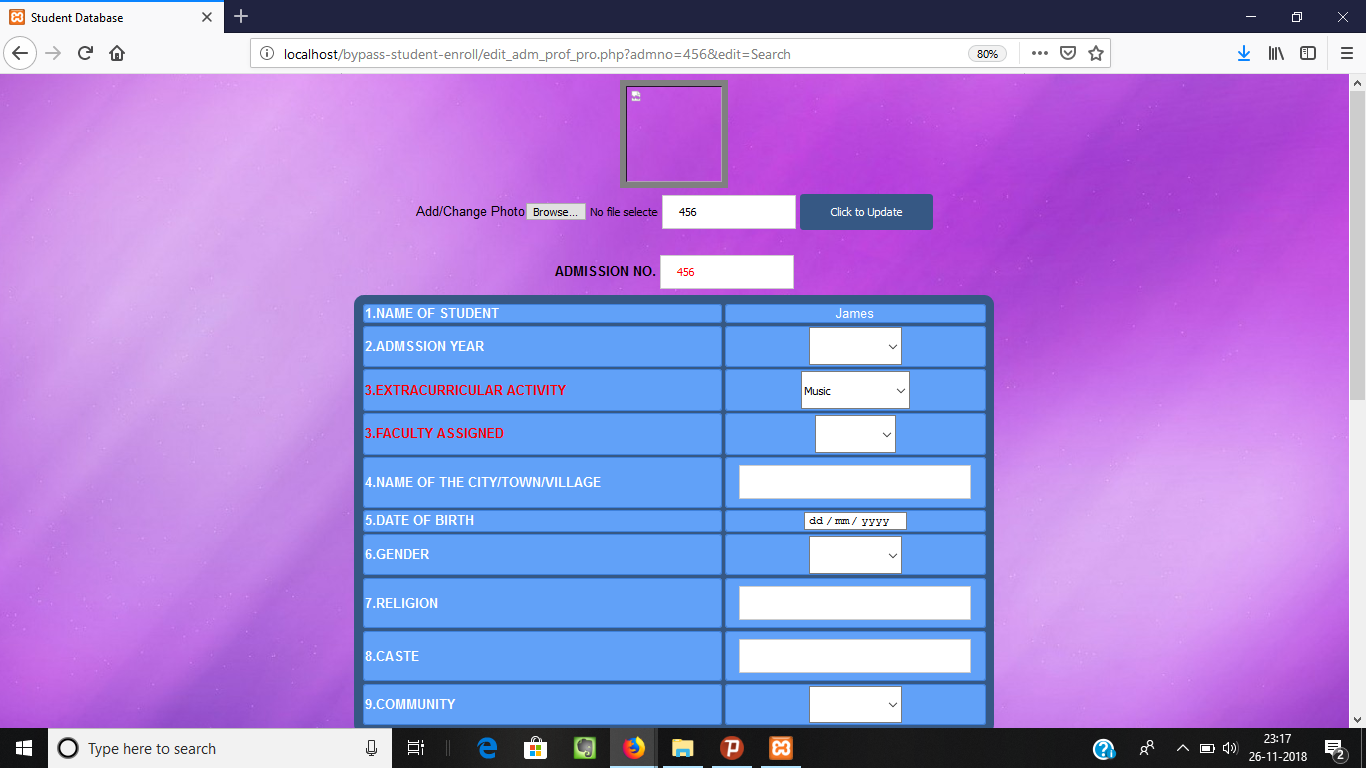 Student Database
localhost/bypass-student-enroll/edit_adm_prof_pro.php?admno=456&edit=Search
80%
Add/Change Photo Browse... No file selecte 456 Click to Update
ADMISSION NO. 456
1.NAME OF STUDENT James
2.ADMSSION YEAR
3.EXTRACURRICULAR ACTIVITY Music
3.FACULTY ASSIGNED
4.NAME OF THE CITY/TOWN/VILLAGE
5.DATE OF BIRTH dd / mm / yyyy
6.GENDER
7.RELIGION
8.CASTE
9.COMMUNITY
Type here to search
23:17
26-11-2018
2